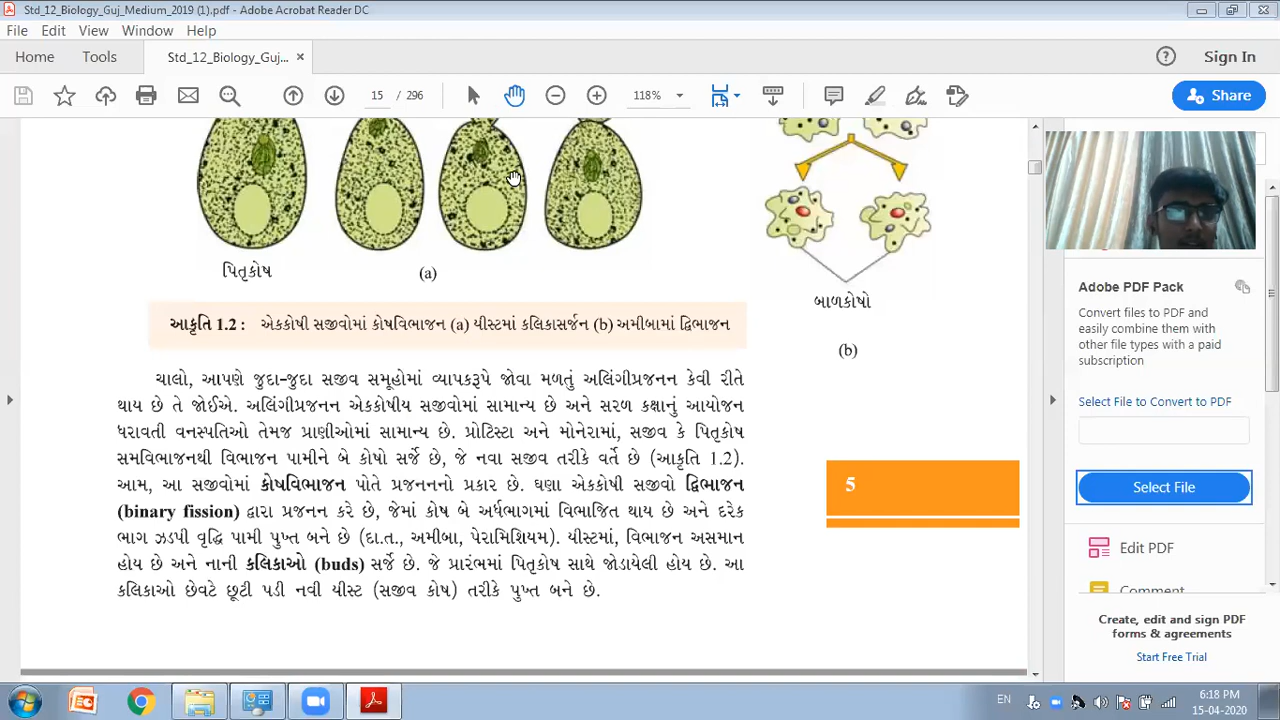 Std_12_Biology_Guj_Medium_2019 (1).pdf - Adobe Acrobat Reader DC
File Edit View Window Help
Home Tools Std_12_Biology_Guj... ×
Sign In
15 / 296
118%
Share
પિતૃકોષ
(a)
બાળકોષો
(b)
આકૃતિ 1.2 : એકકોષી સજીવોમાં કોષવિભાજન (a) યીસ્ટમાં કલિકાસર્જન (b) અમીબામાં દ્વિભાજન
ચાલો, આપણે જુદા-જુદા સજીવ સમૂહોમાં વ્યાપકરૂપે જોવા મળતું અલિંગીપ્રજનન કેવી રીતે
થાય છે તે જોઈએ. અલિંગીપ્રજનન એકકોષીય સજીવોમાં સામાન્ય છે અને સરળ કક્ષાનું આયોજન
ધરાવતી વનસ્પતિઓ તેમજ પ્રાણીઓમાં સામાન્ય છે. પ્રોટિસ્ટા અને મોનેરામાં, સજીવ કે પિતૃકોષ
સમવિભાજનથી વિભાજન પામીને બે કોષો સર્જે છે, જે નવા સજીવ તરીકે વર્તે છે (આકૃતિ 1.2).
આમ, આ સજીવોમાં કોષવિભાજન પોતે પ્રજનનનો પ્રકાર છે. ઘણા એકકોષી સજીવો દ્વિભાજન
(binary fission) દ્વારા પ્રજનન કરે છે, જેમાં કોષ બે અર્ધભાગમાં વિભાજિત થાય છે અને દરેક
ભાગ ઝડપી વૃદ્ધિ પામી પુખ્ત બને છે (દા.ત., અમીબા, પેરામિશિયમ). યીસ્ટમાં, વિભાજન અસમાન
હોય છે અને નાની કલિકાઓ (buds) સર્જે છે. જે પ્રારંભમાં પિતૃકોષ સાથે જોડાયેલી હોય છે. આ
કલિકાઓ છેવટે છૂટી પડી નવી યીસ્ટ (સજીવ કોષ) તરીકે પુખ્ત બને છે.
5
Adobe PDF Pack
Convert files to PDF and
easily combine them with
other file types with a paid
subscription
Select File to Convert to PDF
Select File
Edit PDF
Comment
Create, edit and sign PDF
forms & agreements
Start Free Trial
EN
6:18 PM
15-04-2020